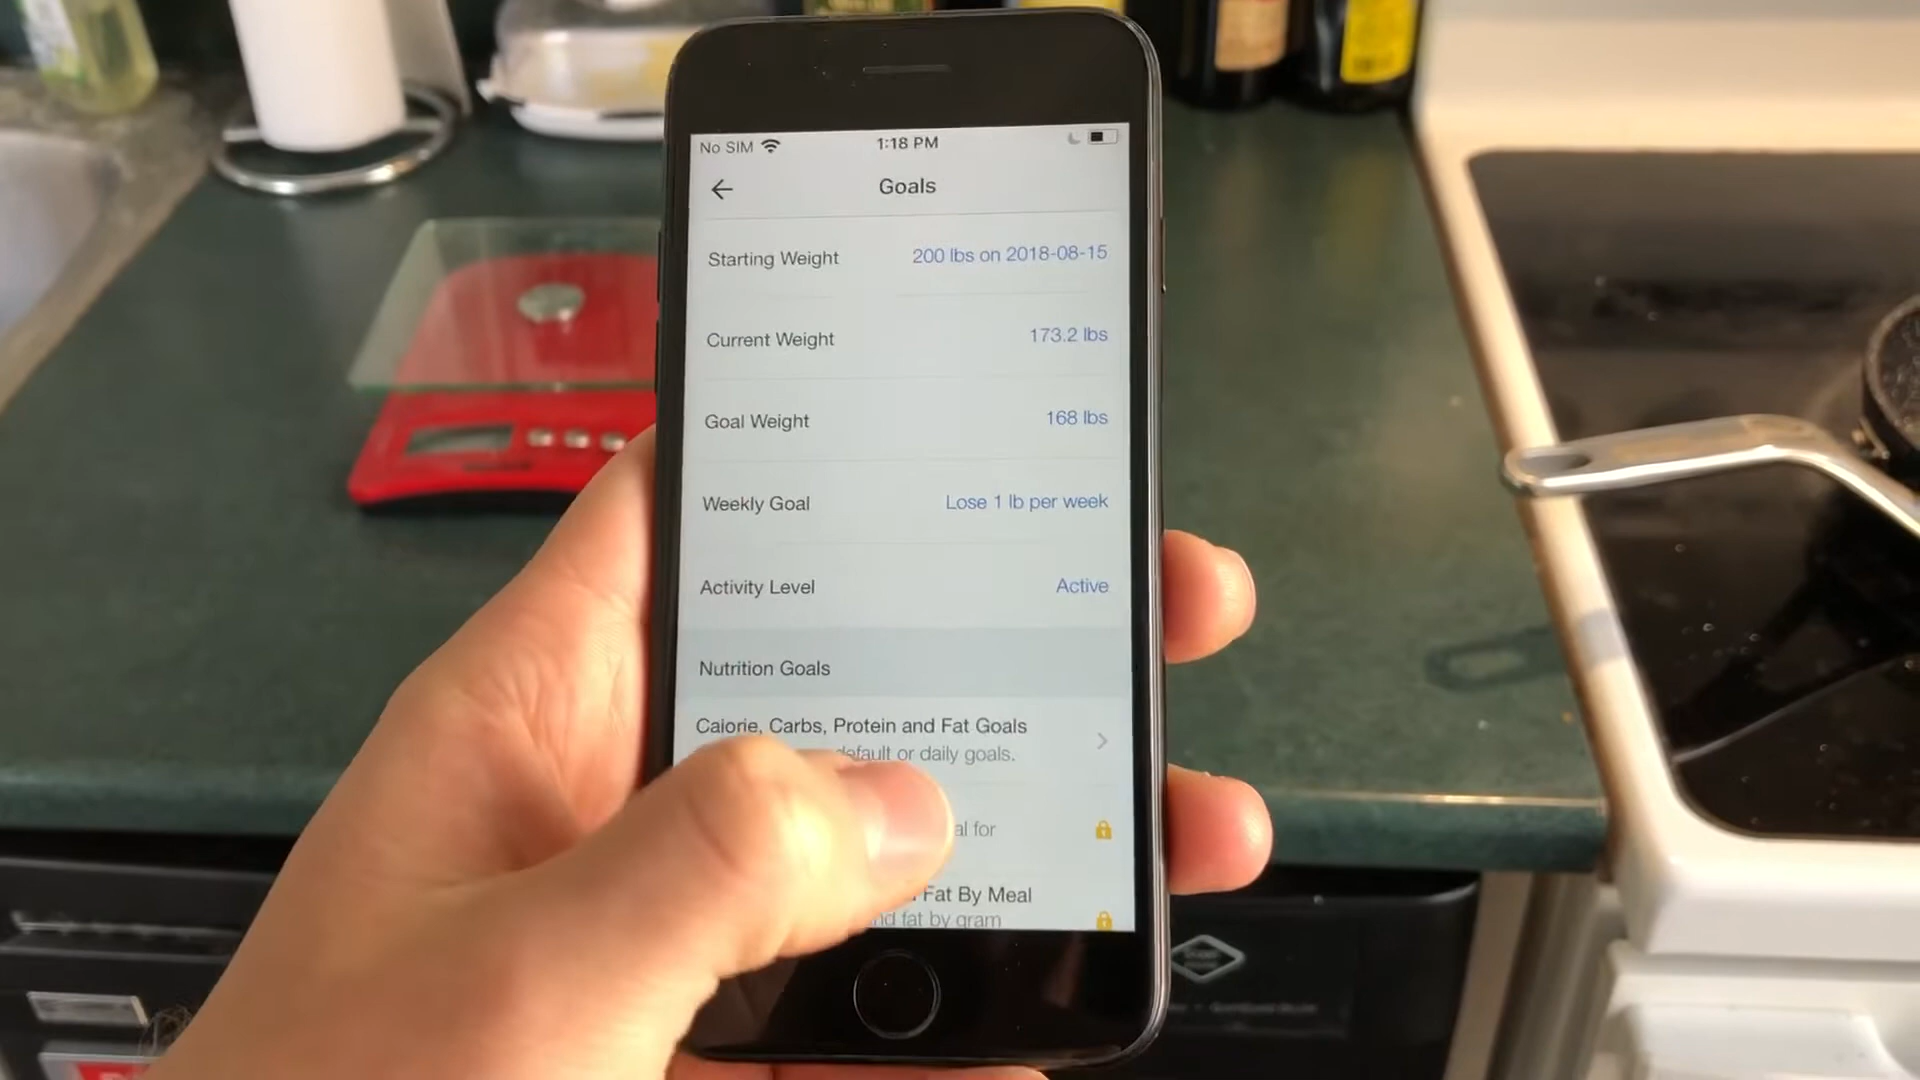 No SIM 1:18 PM
Goals
Starting Weight 200 lbs on 2018-08-15
Current Weight 173.2 lbs
Goal Weight 168 lbs
Weekly Goal Lose 1 lb per week
Activity Level Active
Nutrition Goals
Calorie, Carbs, Protein and Fat Goals
default or daily goals.
for
Fat By Meal
fat by gram